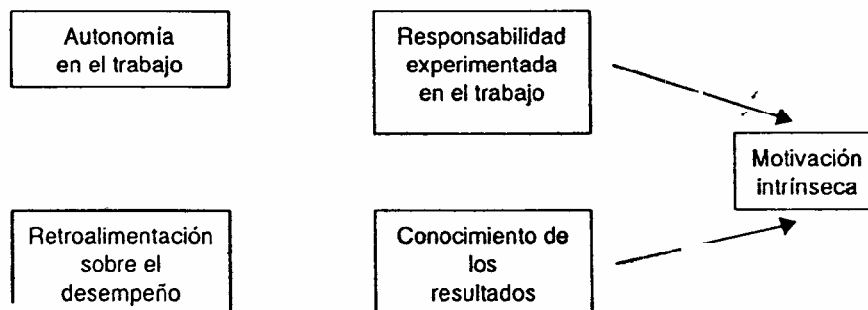 Autonomía
en el trabajo
Responsabilidad
experimentada
en el trabajo
Motivación
intrínseca
Retroalimentación
sobre el
desempeño
Conocimiento de
los
resultados